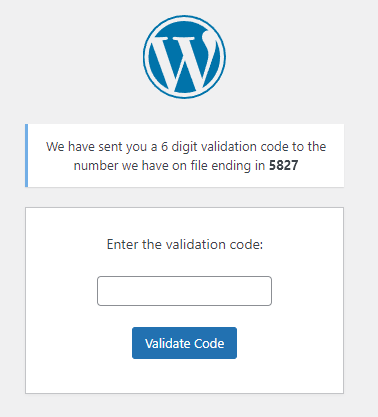 We have sent you a 6 digit validation code to the
number we have on file ending in 5827
Enter the validation code:
Validate Code